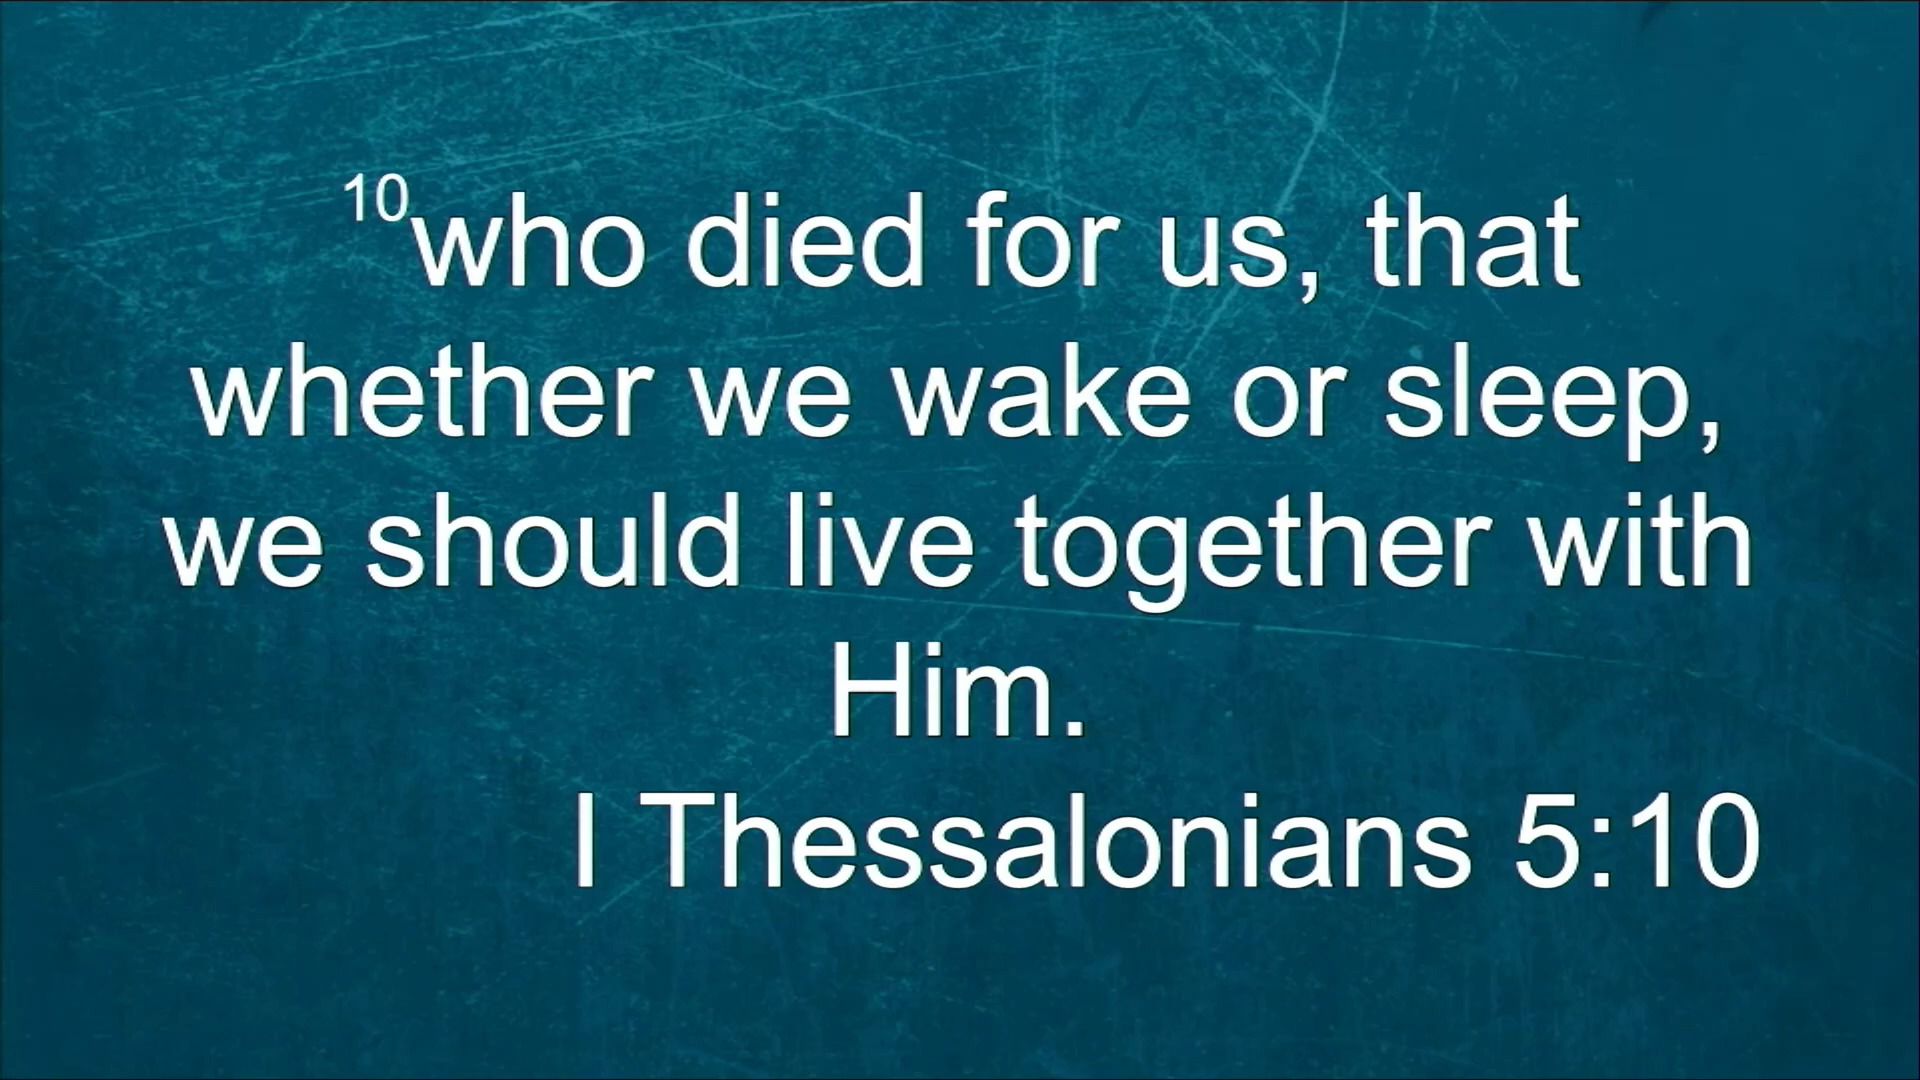 10who died for us, that
whether we wake or sleep,
we should live together with
Him.
I Thessalonians 5:10